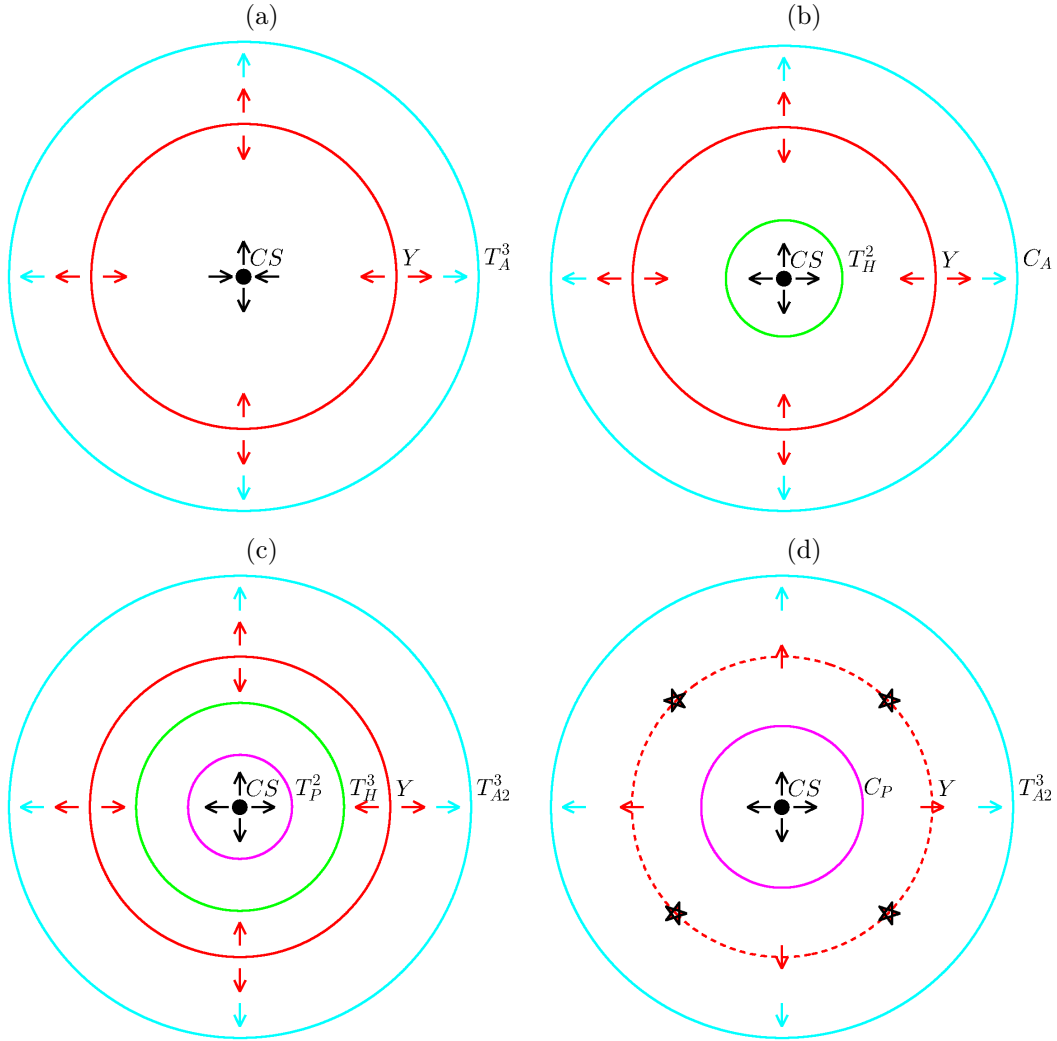 (a)
(b)
CS Y T_A^3
CS T_H^2 Y C_A
(c)
(d)
CS T_P^2 T_H^3 Y T_{A2}^3
CS C_P Y T_{A2}^3